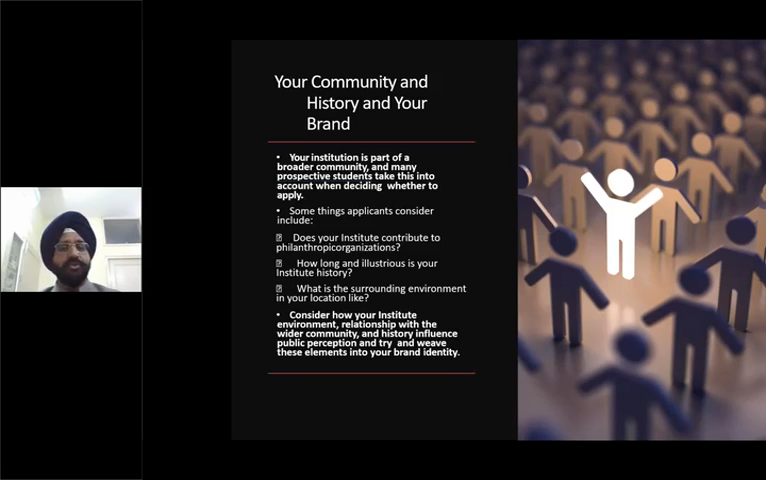 Your Community and
History and Your
Brand
• Your institution is part of a
broader community, and many
prospective students take this into
account when deciding whether to
apply.
• Some things applicants consider
include:
Does your Institute contribute to
philanthropicorganizations?
How long and illustrious is your
Institute history?
What is the surrounding environment
in your location like?
• Consider how your Institute
environment, relationship with the
wider community, and history influence
public perception and try and weave
these elements into your brand identity.